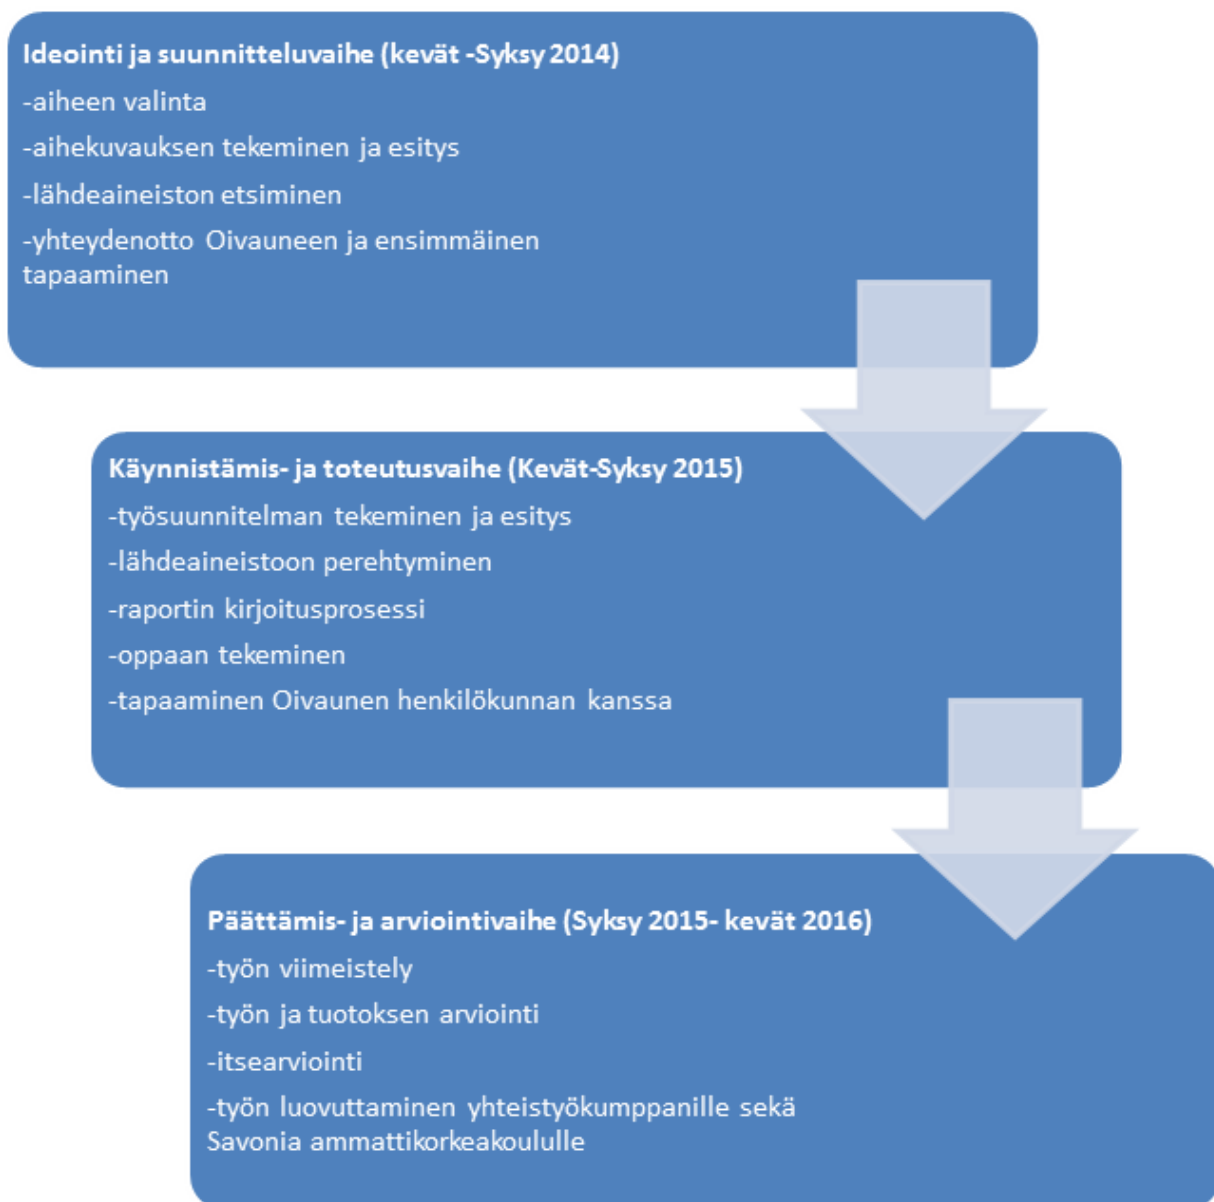 Ideointi ja suunnitteluvaihe (kevät -Syksy 2014)
-aiheen valinta
-aihekuvauksen tekeminen ja esitys
-lähdeaineiston etsiminen
-yhteydenotto Oivauneen ja ensimmäinen
tapaaminen
Käynnistämis- ja toteutusvaihe (Kevät-Syksy 2015)
-työsuunnitelman tekeminen ja esitys
-lähdeaineistoon perehtyminen
-raportin kirjoitusprosessi
-oppaan tekeminen
-tapaaminen Oivaunen henkilökunnan kanssa
Päättämis- ja arviointivaihe (Syksy 2015- kevät 2016)
-työn viimeistely
-työn ja tuotoksen arviointi
-itsearviointi
-työn luovuttaminen yhteistyökumppanille sekä
Savonia ammattikorkeakoululle